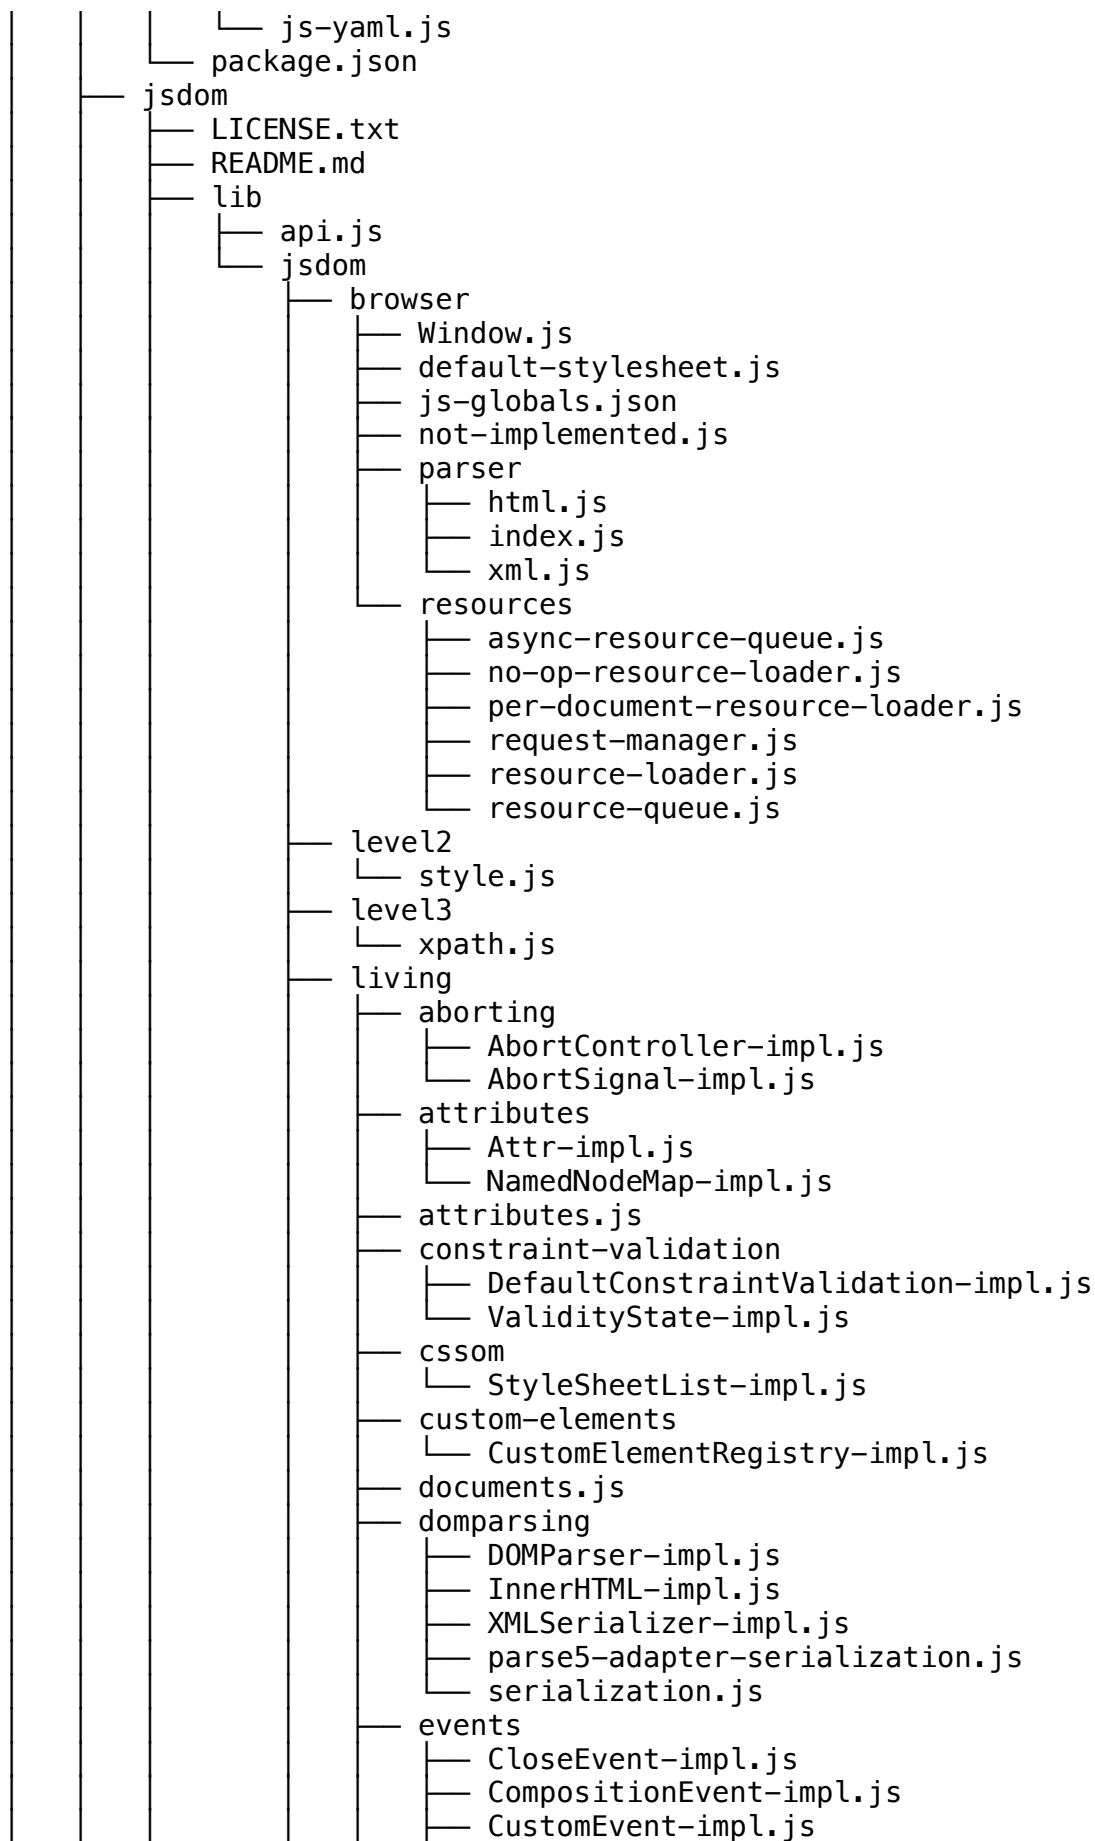 │   │   │   └── js-yaml.js
│   │   └── package.json
│   ├── jsdom
│   │   ├── LICENSE.txt
│   │   ├── README.md
│   │   ├── lib
│   │   │   ├── api.js
│   │   │   └── jsdom
│   │   │       ├── browser
│   │   │       │   ├── Window.js
│   │   │       │   ├── default-stylesheet.js
│   │   │       │   ├── js-globals.json
│   │   │       │   ├── not-implemented.js
│   │   │       │   ├── parser
│   │   │       │   │   ├── html.js
│   │   │       │   │   ├── index.js
│   │   │       │   │   └── xml.js
│   │   │       │   └── resources
│   │   │       │       ├── async-resource-queue.js
│   │   │       │       ├── no-op-resource-loader.js
│   │   │       │       ├── per-document-resource-loader.js
│   │   │       │       ├── request-manager.js
│   │   │       │       ├── resource-loader.js
│   │   │       │       └── resource-queue.js
│   │   │       ├── level2
│   │   │       │   └── style.js
│   │   │       ├── level3
│   │   │       │   └── xpath.js
│   │   │       ├── living
│   │   │       │   ├── aborting
│   │   │       │   │   ├── AbortController-impl.js
│   │   │       │   │   └── AbortSignal-impl.js
│   │   │       │   ├── attributes
│   │   │       │   │   ├── Attr-impl.js
│   │   │       │   │   └── NamedNodeMap-impl.js
│   │   │       │   ├── attributes.js
│   │   │       │   ├── constraint-validation
│   │   │       │   │   ├── DefaultConstraintValidation-impl.js
│   │   │       │   │   └── ValidityState-impl.js
│   │   │       │   ├── cssom
│   │   │       │   │   └── StyleSheetList-impl.js
│   │   │       │   ├── custom-elements
│   │   │       │   │   └── CustomElementRegistry-impl.js
│   │   │       │   ├── documents.js
│   │   │       │   ├── domparsing
│   │   │       │   │   ├── DOMParser-impl.js
│   │   │       │   │   ├── InnerHTML-impl.js
│   │   │       │   │   ├── XMLSerializer-impl.js
│   │   │       │   │   ├── parse5-adapter-serialization.js
│   │   │       │   │   └── serialization.js
│   │   │       │   ├── events
│   │   │       │   │   ├── CloseEvent-impl.js
│   │   │       │   │   ├── CompositionEvent-impl.js
│   │   │       │   │   ├── CustomEvent-impl.js